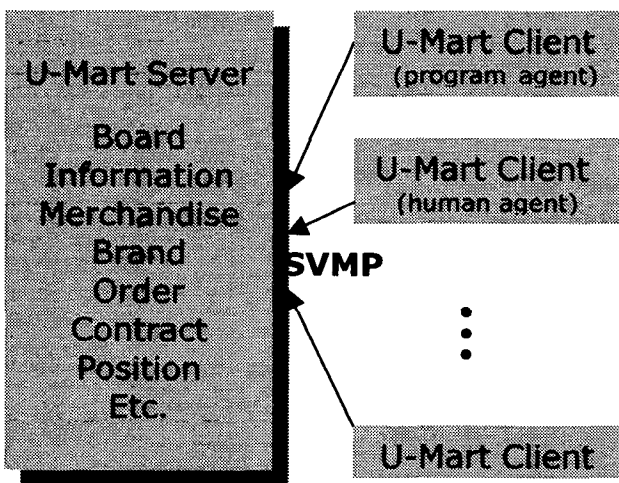 U-Mart Server
Board
Information
Merchandise
Brand
Order
Contract
Position
Etc.
SVMP
U-Mart Client
(program agent)
U-Mart Client
(human agent)
U-Mart Client